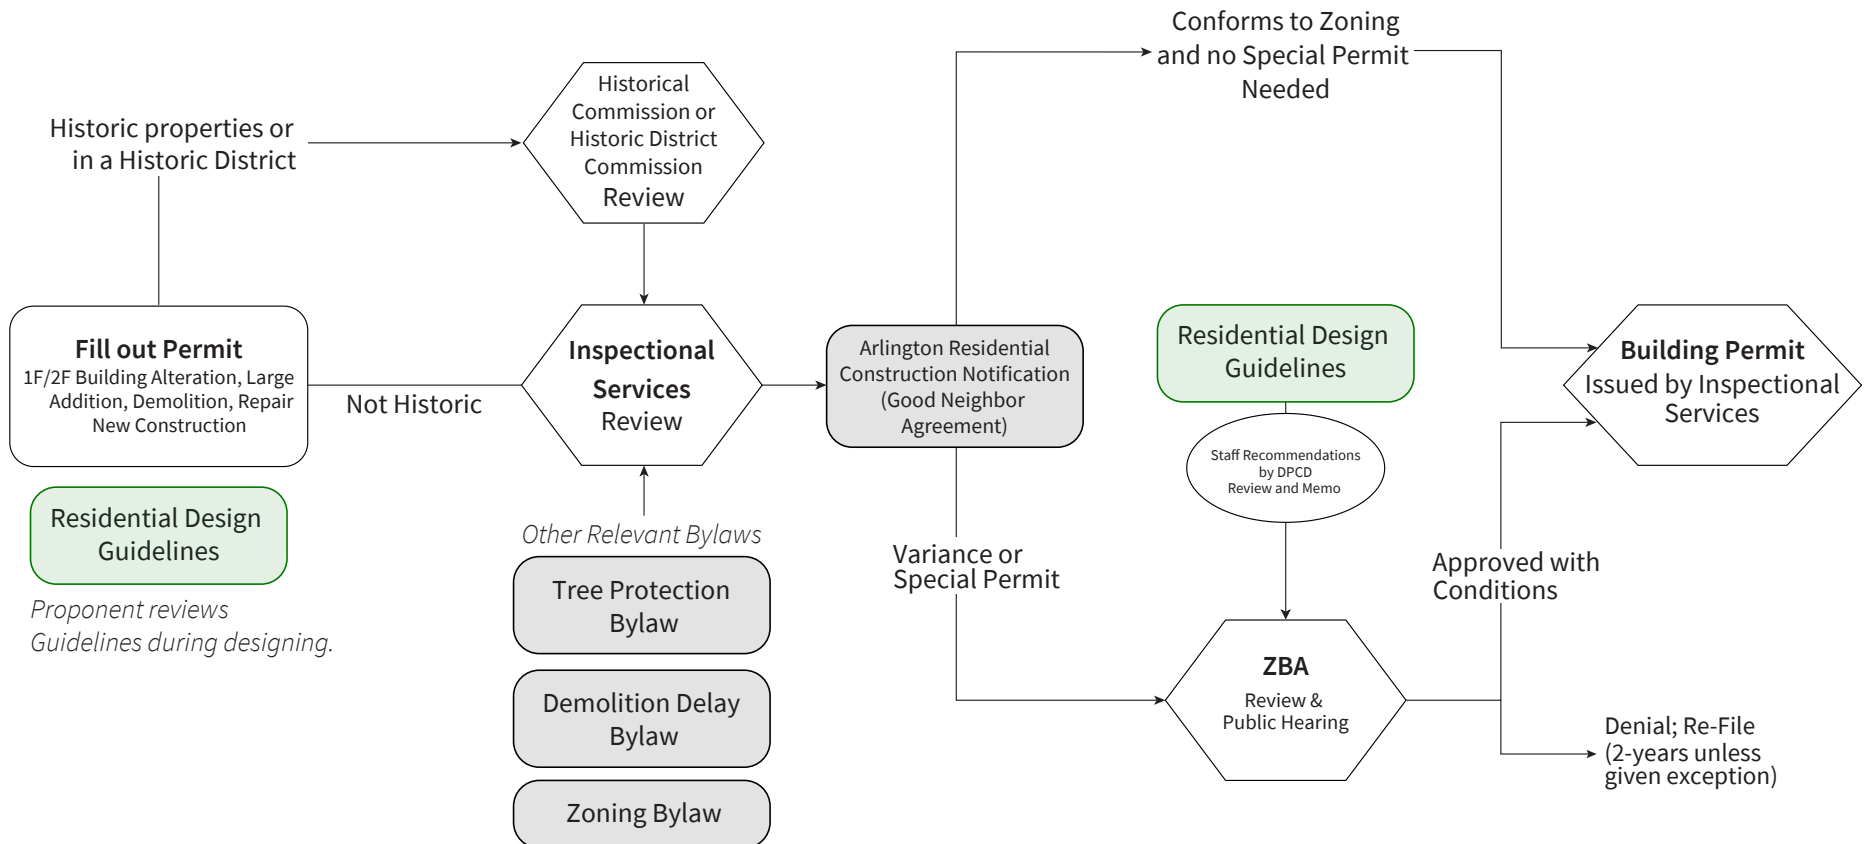 Historic properties or
in a Historic District
Historical
Commission or
Historic District
Commission
Review
Fill out Permit
1F/2F Building Alteration, Large
Addition, Demolition, Repair
New Construction
Not Historic
Residential Design
Guidelines
Proponent reviews
Guidelines during designing.
Inspectional
Services
Review
Other Relevant Bylaws
Tree Protection
Bylaw
Demolition Delay
Bylaw
Zoning Bylaw
Arlington Residential
Construction Notification
(Good Neighbor
Agreement)
Conforms to Zoning
and no Special Permit
Needed
Variance or
Special Permit
Residential Design
Guidelines
Staff Recommendations
by DPCD
Review and Memo
ZBA
Review &
Public Hearing
Approved with
Conditions
Denial; Re-File
(2-years unless
given exception)
Building Permit
Issued by Inspectional
Services